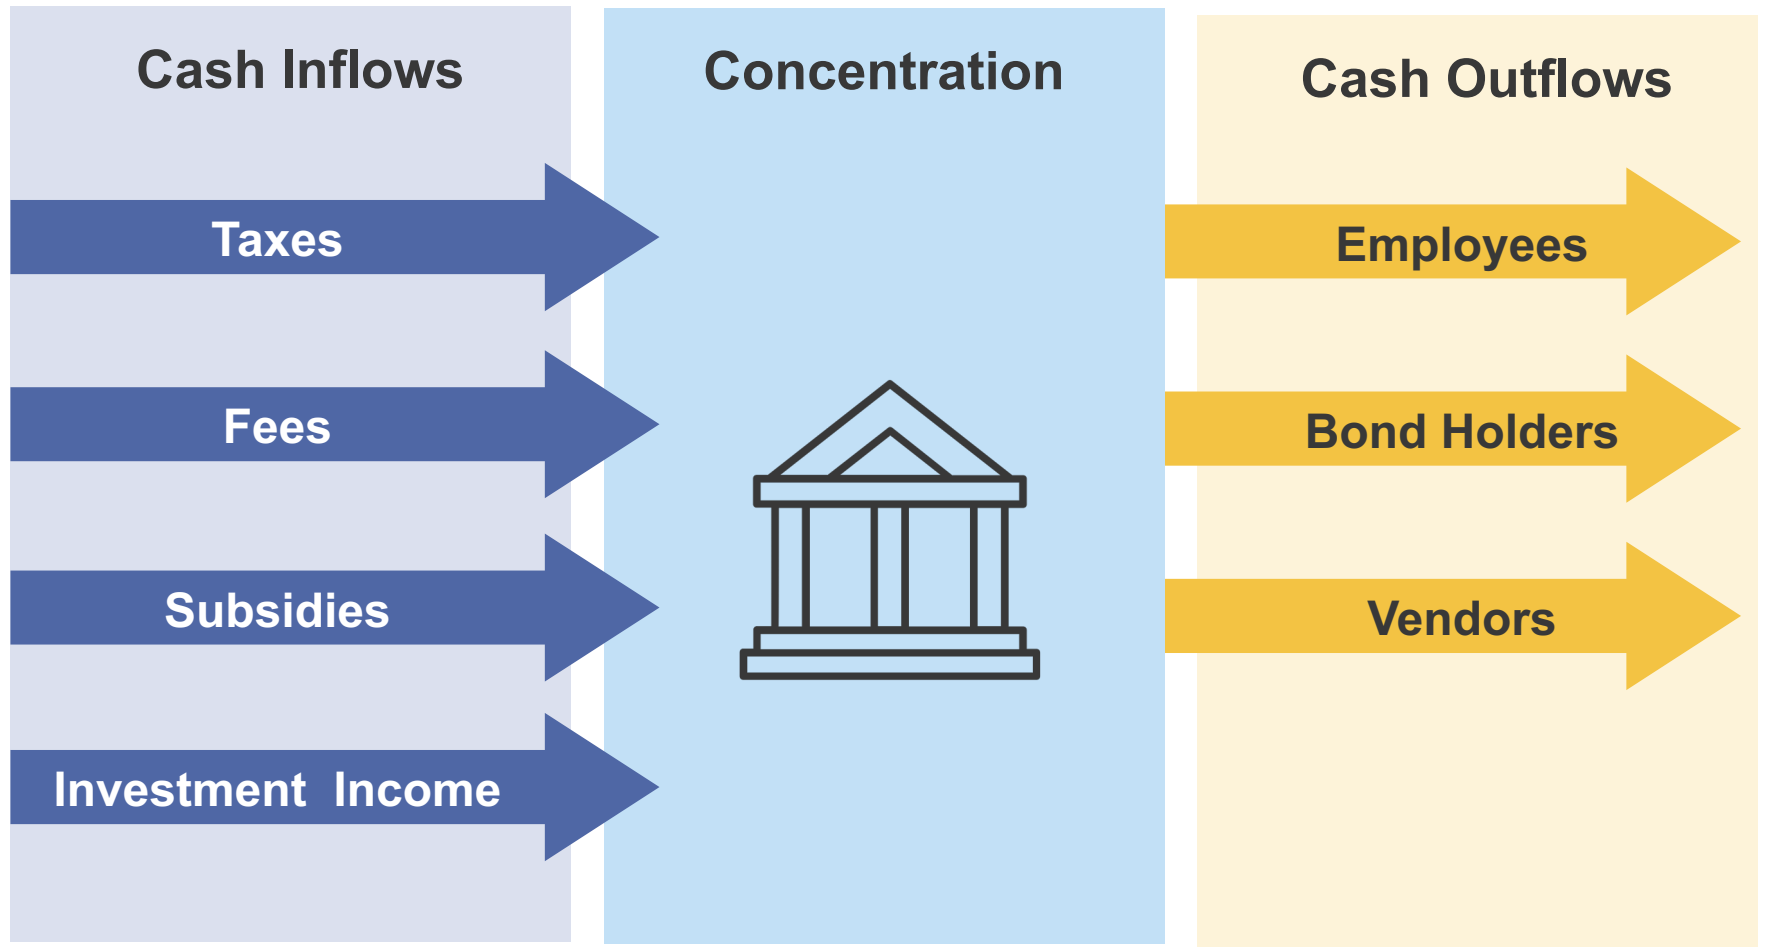 Cash Inflows
Taxes
Fees
Subsidies
Investment  Income
Concentration
Cash Outflows
Employees
Bond Holders
Vendors